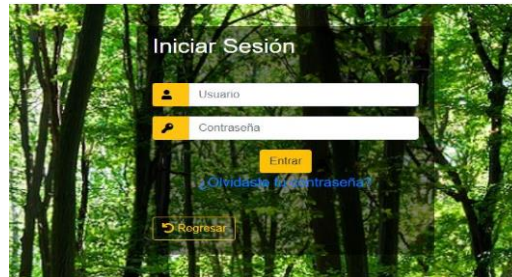 Iniciar Sesión
Usuario
Contraseña
Entrar
¿Olvidaste tu contraseña?
Regresar